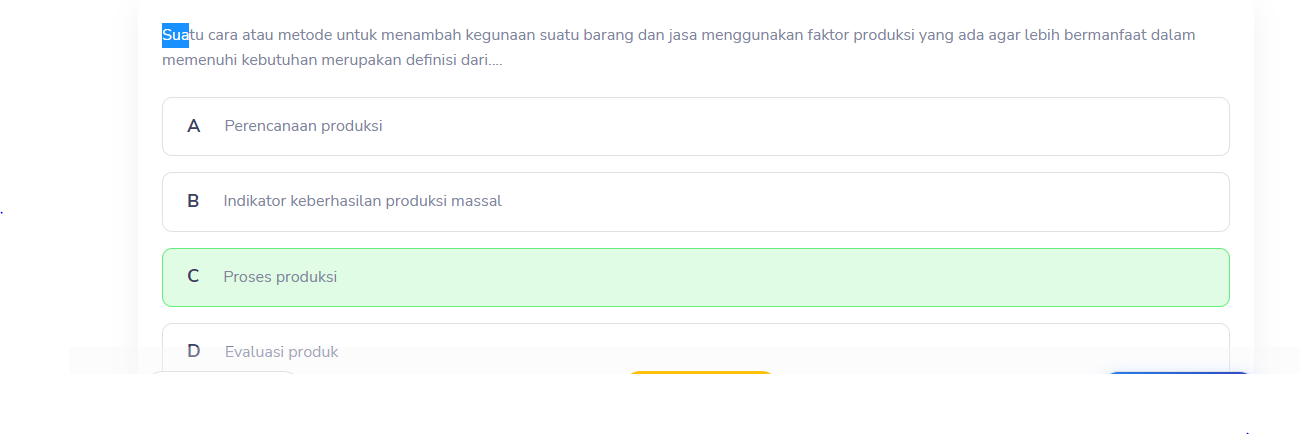 Suatu cara atau metode untuk menambah kegunaan suatu barang dan jasa menggunakan faktor produksi yang ada agar lebih bermanfaat dalam
memenuhi kebutuhan merupakan definisi dari....
A Perencanaan produksi
B Indikator keberhasilan produksi massal
C Proses produksi
D Evaluasi produk